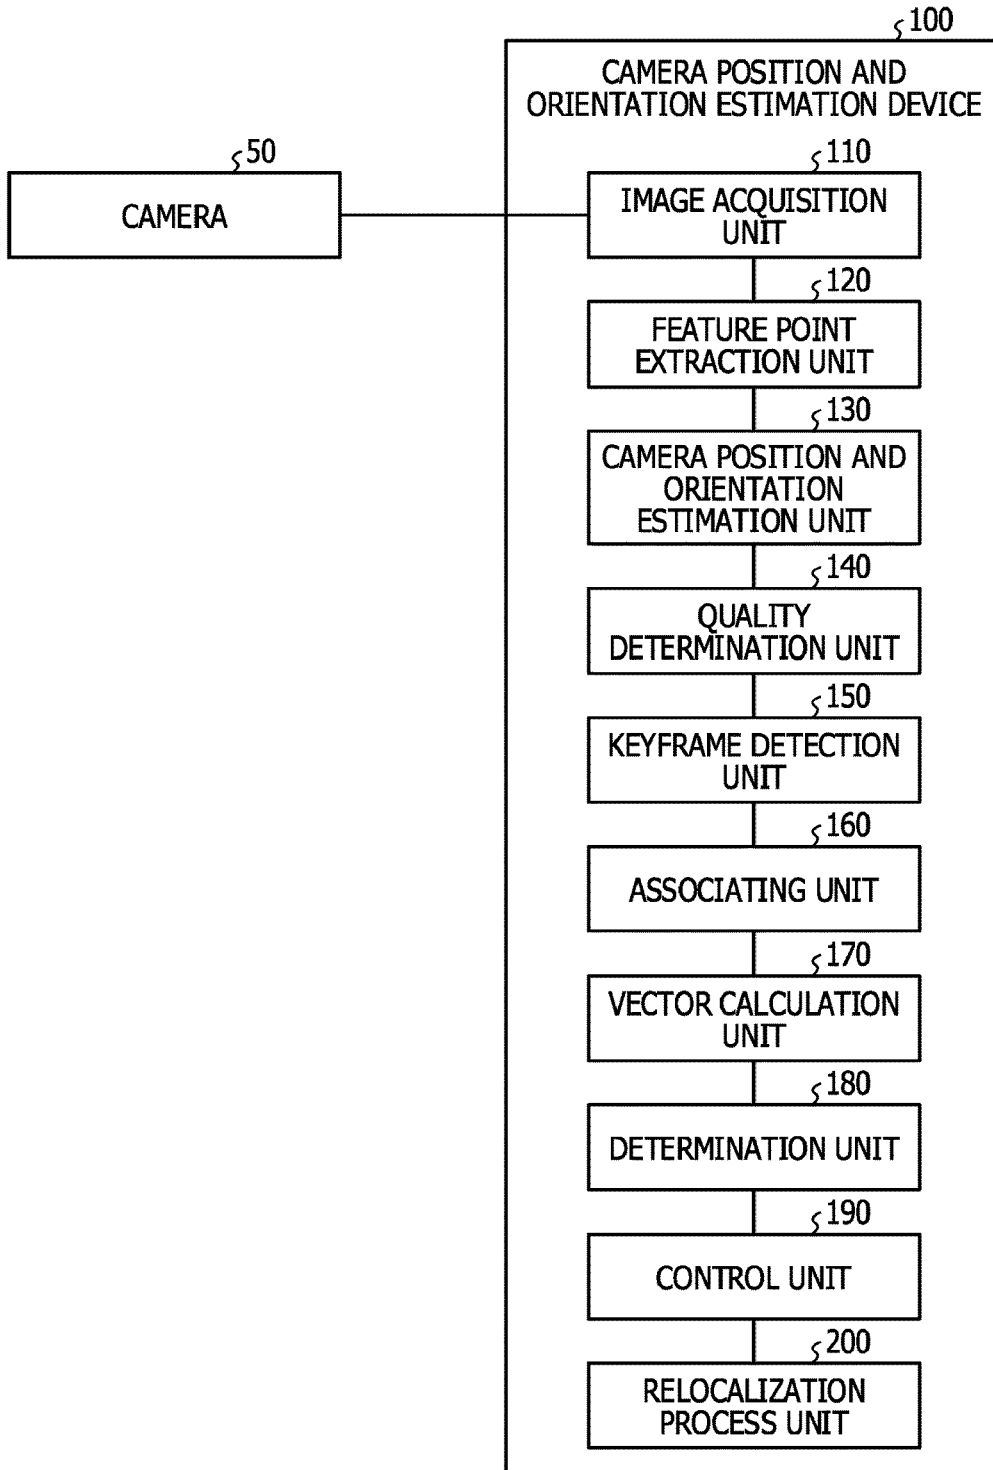 100
CAMERA POSITION AND
ORIENTATION ESTIMATION DEVICE
50
CAMERA
110
IMAGE ACQUISITION
UNIT
120
FEATURE POINT
EXTRACTION UNIT
130
CAMERA POSITION AND
ORIENTATION
ESTIMATION UNIT
140
QUALITY
DETERMINATION UNIT
150
KEYFRAME DETECTION
UNIT
160
ASSOCIATING UNIT
170
VECTOR CALCULATION
UNIT
180
DETERMINATION UNIT
190
CONTROL UNIT
200
RELOCALIZATION
PROCESS UNIT